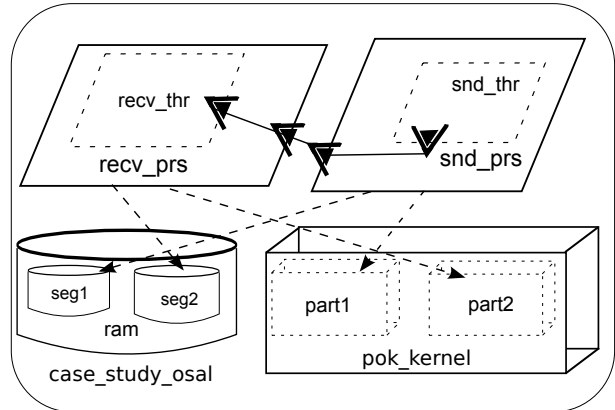 snd_thr
recv_thr
recv_prs
snd_prs
seg1
seg2
part1
part2
ram
pok_kernel
case_study_osal